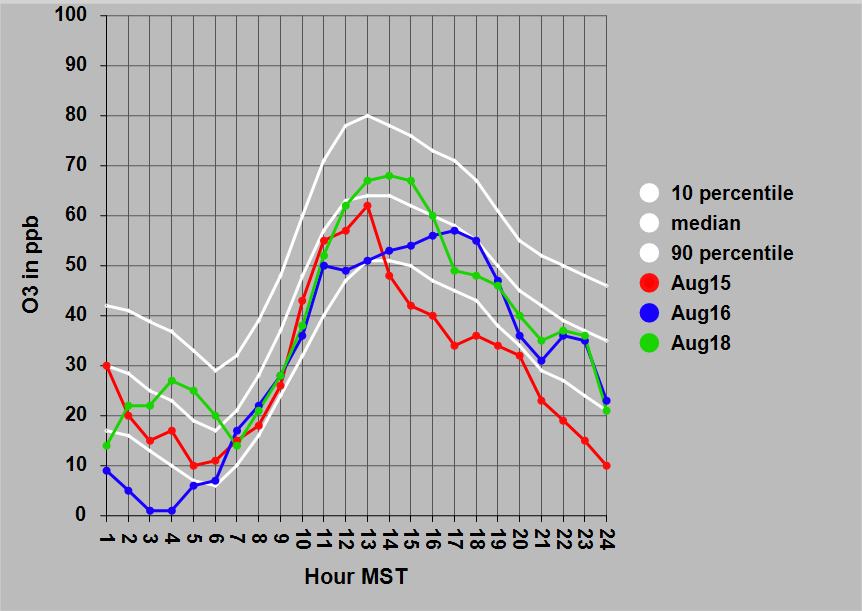 100
90
80
70
60
50
40
30
20
10
0
O3 in ppb
1 2 3 4 5 6 7 8 9 10 11 12 13 14 15 16 17 18 19 20 21 22 23 24
Hour MST
10 percentile
median
90 percentile
Aug15
Aug16
Aug18